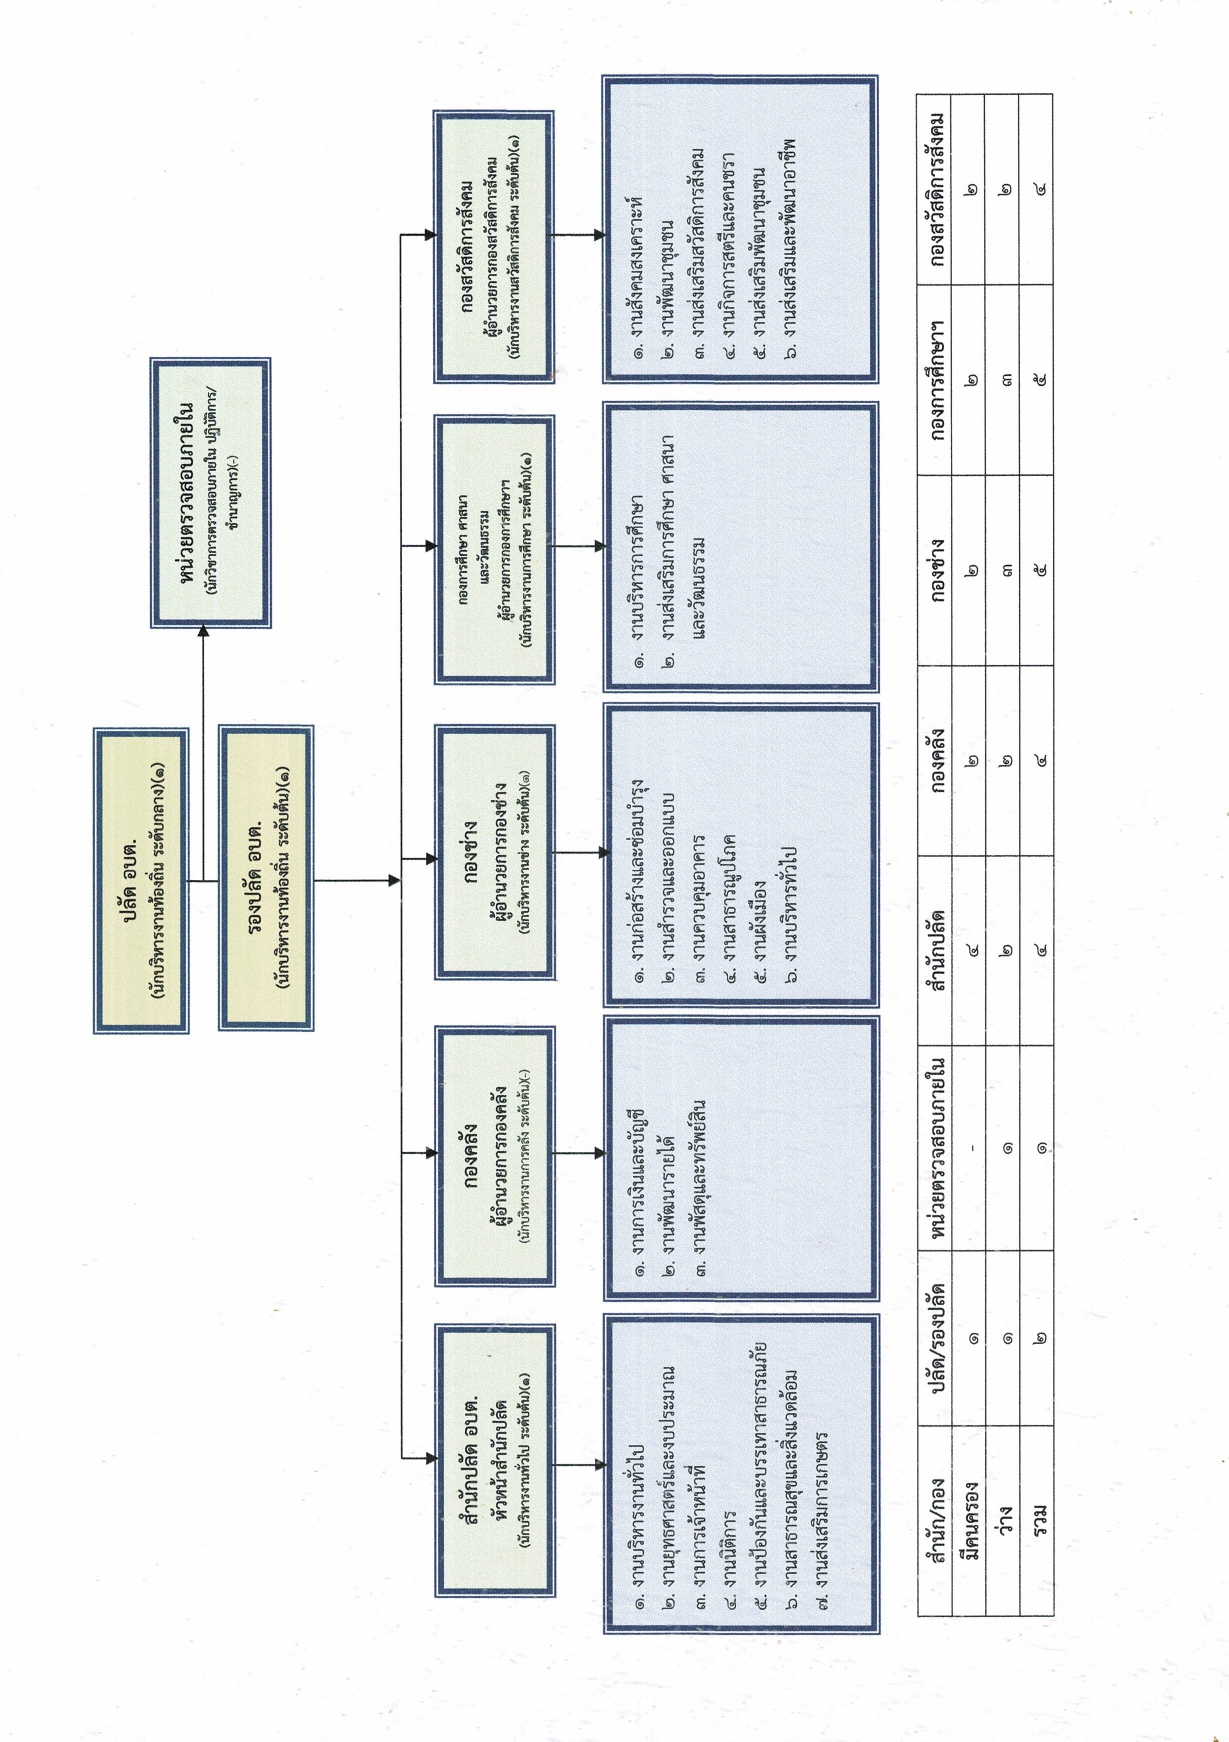 ปลัด อบต.
(นักบริหารงานท้องถิ่น ระดับกลาง)(๑)
หน่วยตรวจสอบภายใน
(นักวิชาการตรวจสอบภายใน ปฏิบัติการ/
ชำนาญการ)(-)
รองปลัด อบต.
(นักบริหารงานท้องถิ่น ระดับต้น)(๑)
สำนักปลัด อบต.
หัวหน้าสำนักปลัด
(นักบริหารงานทั่วไป ระดับต้น)(๑)
กองคลัง
ผู้อำนวยการกองคลัง
(นักบริหารงานการคลัง ระดับต้น)(-)
กองช่าง
ผู้อำนวยการกองช่าง
(นักบริหารงานช่าง ระดับต้น)(๑)
กองการศึกษา ศาสนา
และวัฒนธรรม
ผู้อำนวยการกองการศึกษาฯ
(นักบริหารงานการศึกษา ระดับต้น)(๑)
กองสวัสดิการสังคม
ผู้อำนวยการกองสวัสดิการสังคม
(นักบริหารงานสวัสดิการสังคม ระดับต้น)(๑)
๑. งานบริหารงานทั่วไป
๒. งานยุทธศาสตร์และงบประมาณ
๓. งานการเจ้าหน้าที่
๔. งานนิติการ
๕. งานป้องกันและบรรเทาสาธารณภัย
๖. งานสาธารณสุขและสิ่งแวดล้อม
๗. งานส่งเสริมการเกษตร
๑. งานการเงินและบัญชี
๒. งานพัฒนารายได้
๓. งานพัสดุและทรัพย์สิน
๑. งานก่อสร้างและซ่อมบำรุง
๒. งานสำรวจและออกแบบ
๓. งานควบคุมอาคาร
๔. งานสาธารณูปโภค
๕. งานผังเมือง
๖. งานบริหารทั่วไป
๑. งานบริหารการศึกษา
๒. งานส่งเสริมการศึกษา ศาสนา
และวัฒนธรรม
๑. งานสังคมสงเคราะห์
๒. งานพัฒนาชุมชน
๓. งานส่งเสริมสวัสดิการสังคม
๔. งานกิจการสตรีและคนชรา
๕. งานส่งเสริมพัฒนาชุมชน
๖. งานส่งเสริมและพัฒนาอาชีพ
สำนัก/กอง ปลัด/รองปลัด หน่วยตรวจสอบภายใน สำนักปลัด กองคลัง กองช่าง กองการศึกษาฯ กองสวัสดิการสังคม
มีคนครอง ๑ - ๔ ๒ ๒ ๒ ๒
ว่าง ๑ ๑ ๒ ๒ ๓ ๓ ๒
รวม ๒ ๑ ๔ ๔ ๕ ๕ ๔